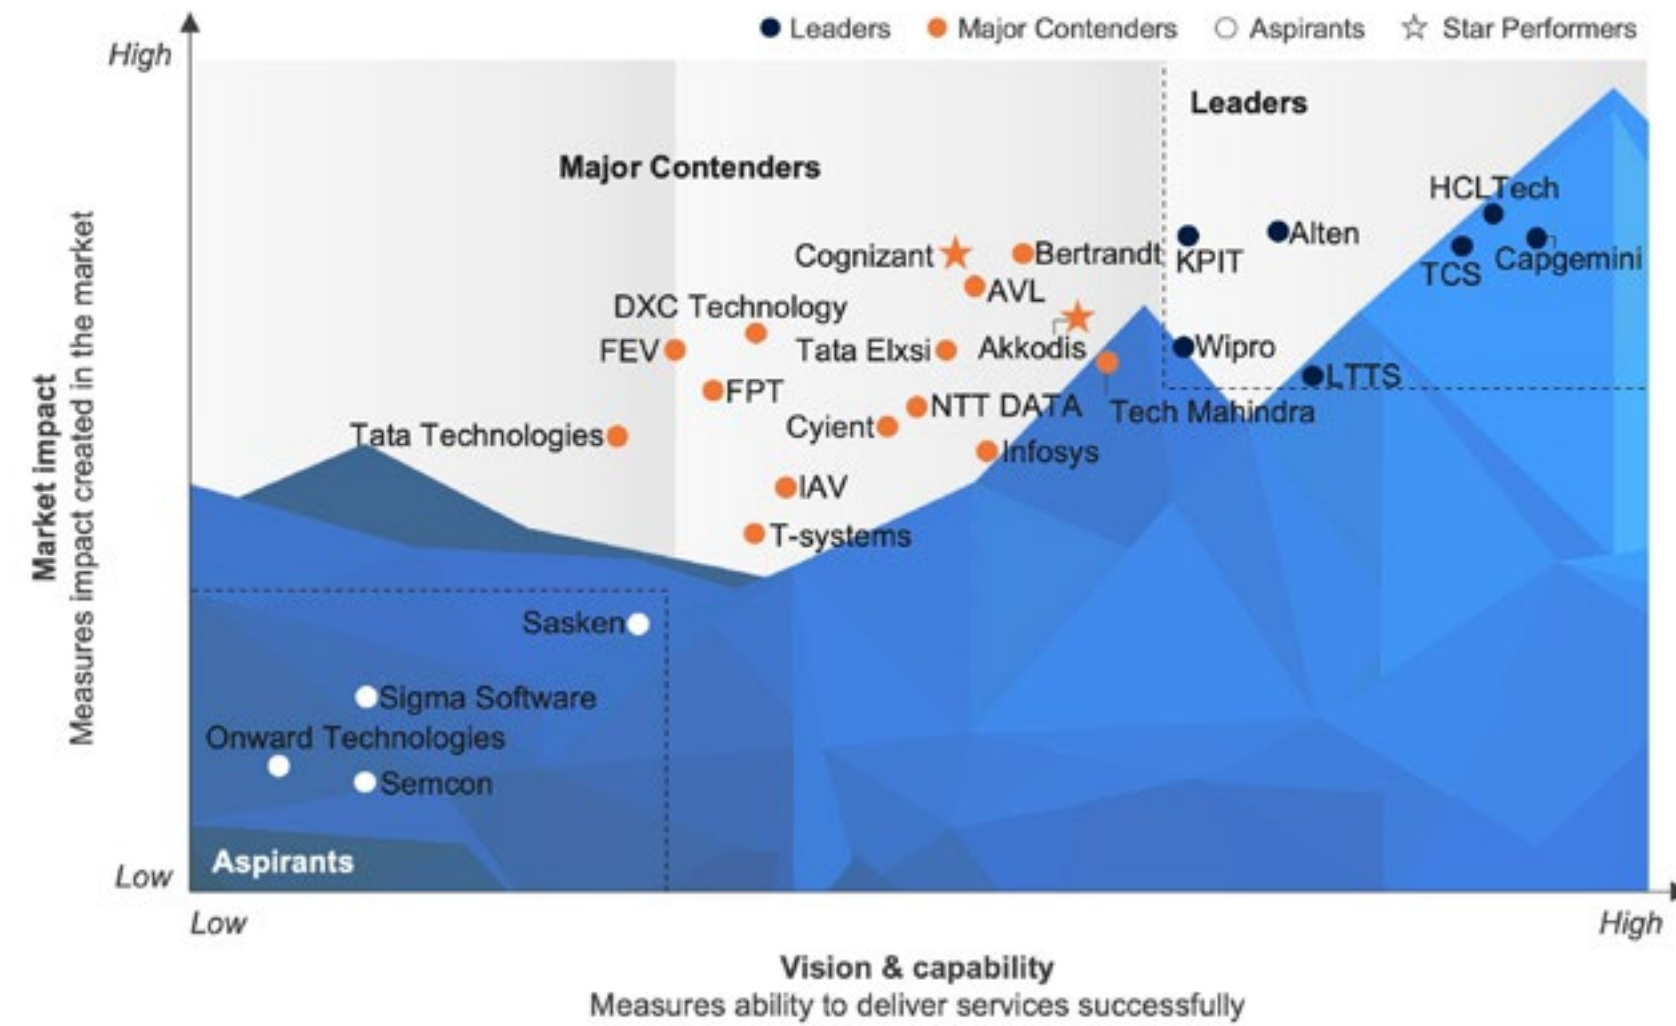 Leaders
Major Contenders
Aspirants
Star Performers
High
Leaders
Major Contenders
HCLTech
Alten
KPIT
TCS
Capgemini
Cognizant
Bertrandt
AVL
DXC Technology
FEV
Tata Elxsi
Akkodis
Wipro
LTTS
FPT
NTT DATA
Tech Mahindra
Cyient
Tata Technologies
Infosys
IAV
T-systems
Sasken
Sigma Software
Onward Technologies
Semcon
Aspirants
Market impact
Measures impact created in the market
Low
Low
High
Vision & capability
Measures ability to deliver services successfully